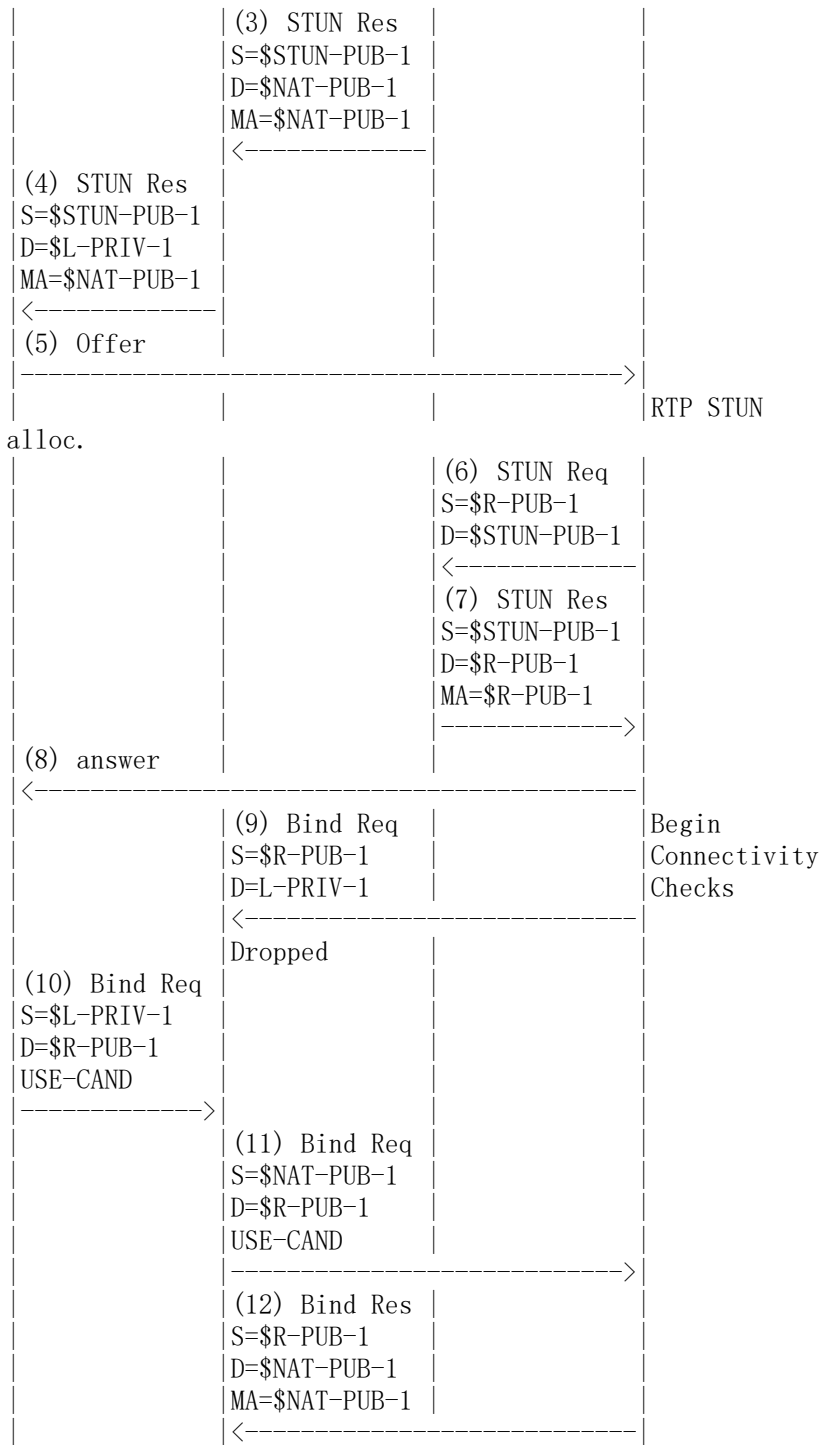 |              |(3) STUN Res  |              |
|              |S=$STUN-PUB-1 |              |
|              |D=$NAT-PUB-1  |              |
|              |MA=$NAT-PUB-1 |              |
|              |<-------------|              |
|(4) STUN Res  |              |              |
|S=$STUN-PUB-1 |              |              |
|D=$L-PRIV-1   |              |              |
|MA=$NAT-PUB-1 |              |              |
|<-------------|              |              |
|(5) Offer     |              |              |
|------------------------------------------->|
|              |              |              |RTP STUN
alloc.
|              |              |(6) STUN Req  |
|              |              |S=$R-PUB-1    |
|              |              |D=$STUN-PUB-1 |
|              |              |<-------------|
|              |              |(7) STUN Res  |
|              |              |S=$STUN-PUB-1 |
|              |              |D=$R-PUB-1    |
|              |              |MA=$R-PUB-1   |
|              |              |------------->|
|(8) answer    |              |              |
|<-------------------------------------------|
|              |(9) Bind Req  |              |Begin
|              |S=$R-PUB-1    |              |Connectivity
|              |D=L-PRIV-1    |              |Checks
|              |<----------------------------|
|              |Dropped       |              |
|(10) Bind Req |              |              |
|S=$L-PRIV-1   |              |              |
|D=$R-PUB-1    |              |              |
|USE-CAND      |              |              |
|------------->|              |              |
|              |(11) Bind Req |              |
|              |S=$NAT-PUB-1  |              |
|              |D=$R-PUB-1    |              |
|              |USE-CAND      |              |
|              |---------------------------->|
|              |(12) Bind Res |              |
|              |S=$R-PUB-1    |              |
|              |D=$NAT-PUB-1  |              |
|              |MA=$NAT-PUB-1 |              |
|              |<----------------------------|